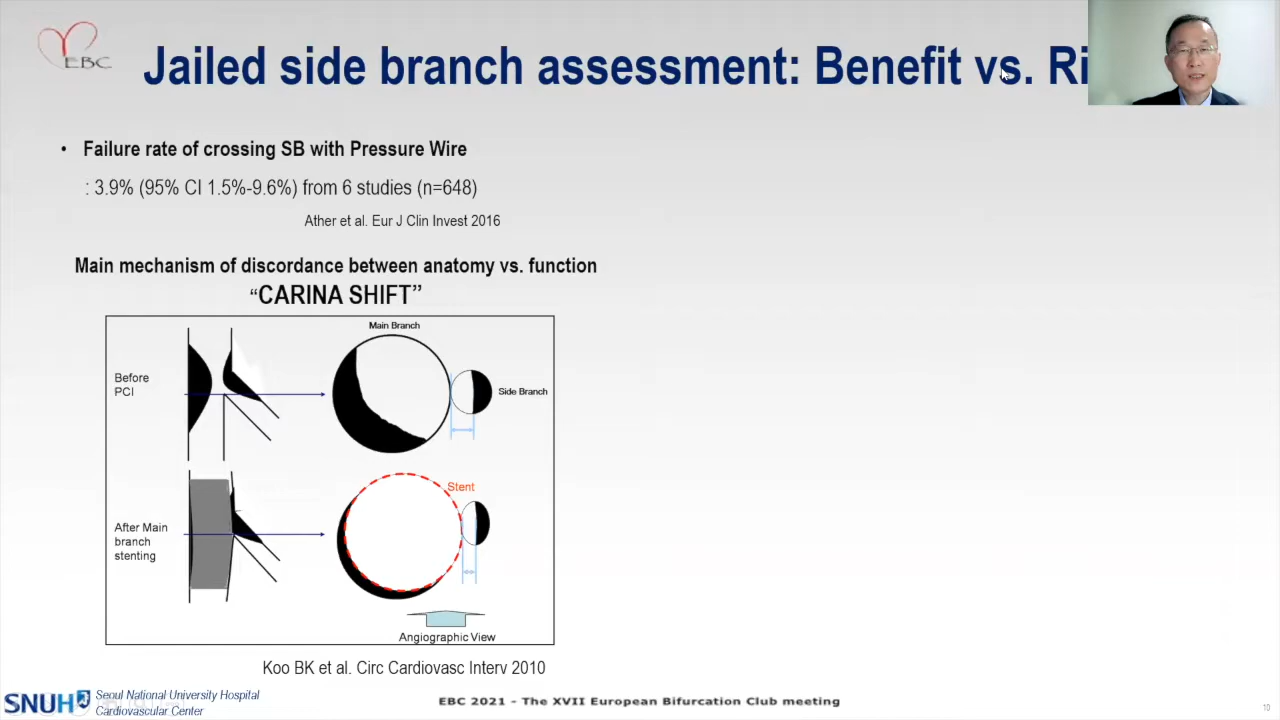 EBC
Jailed side branch assessment: Benefit vs. Ri
• Failure rate of crossing SB with Pressure Wire
: 3.9% (95% CI 1.5%-9.6%) from 6 studies (n=648)
Ather et al. Eur J Clin Invest 2016
Main mechanism of discordance between anatomy vs. function
“CARINA SHIFT”
Main Branch
Before
PCI
Side Branch
Stent
After Main
branch
stenting
Angiographic View
Koo BK et al. Circ Cardiovasc Interv 2010
SNUH
Seoul National University Hospital
Cardiovascular Center
EBC 2021 - The XVII European Bifurcation Club meeting
10